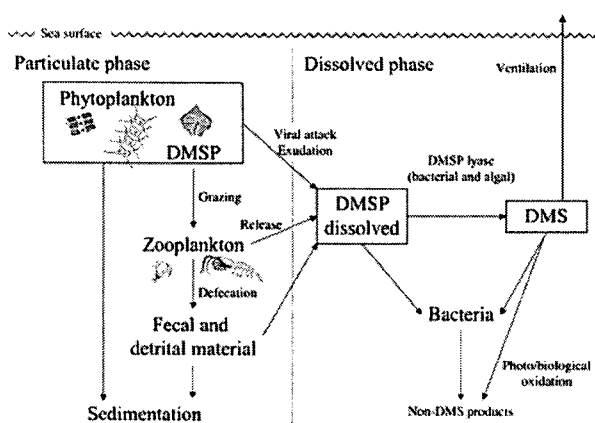 Sea surface
Particulate phase
Dissolved phase
Ventilation
Phytoplankton
DMSP
Viral attack
Exudation
DMSP lyase
(bacterial and algal)
Grazing
Release
DMSP
dissolved
DMS
Zooplankton
Defecation
Bacteria
Fecal and
detrital material
Photo/biological
oxidation
Sedimentation
Non-DMS products